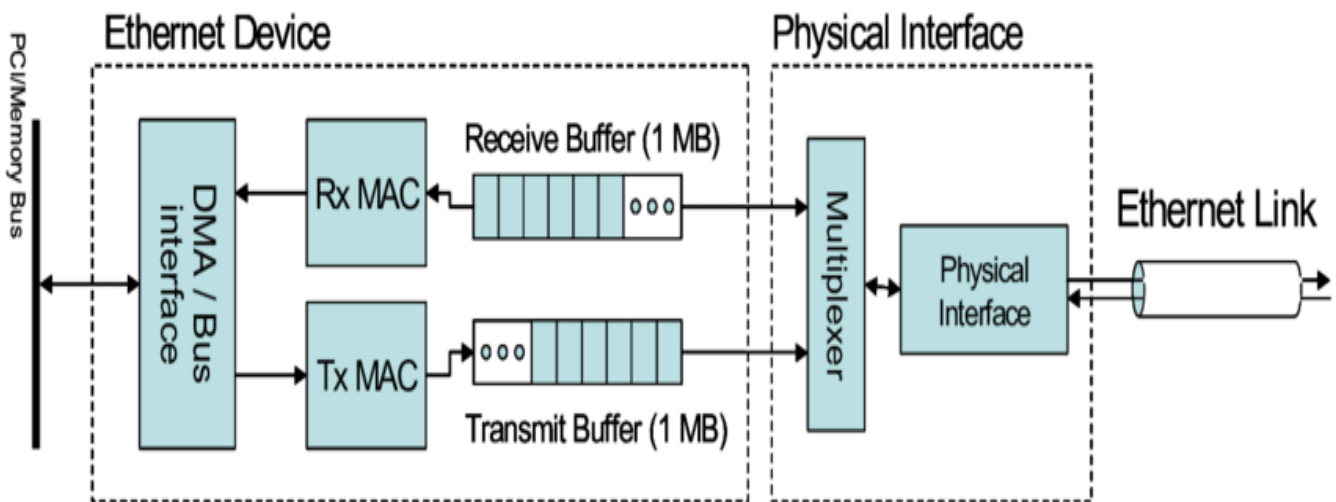 Ethernet Device
Physical Interface
PCI/Memory Bus
DMA / Bus
interface
Rx MAC
Receive Buffer (1 MB)
Tx MAC
Transmit Buffer (1 MB)
Multiplexer
Physical
Interface
Ethernet Link